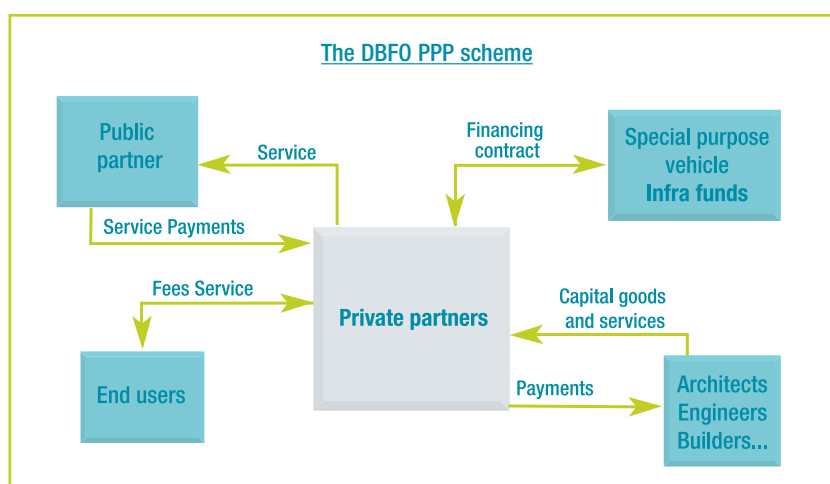 The DBFO PPP scheme
Public
partner
Service
Financing
contract
Special purpose
vehicle
Infra funds
Service Payments
Fees Service
Private partners
Capital goods
and services
End users
Payments
Architects
Engineers
Builders...